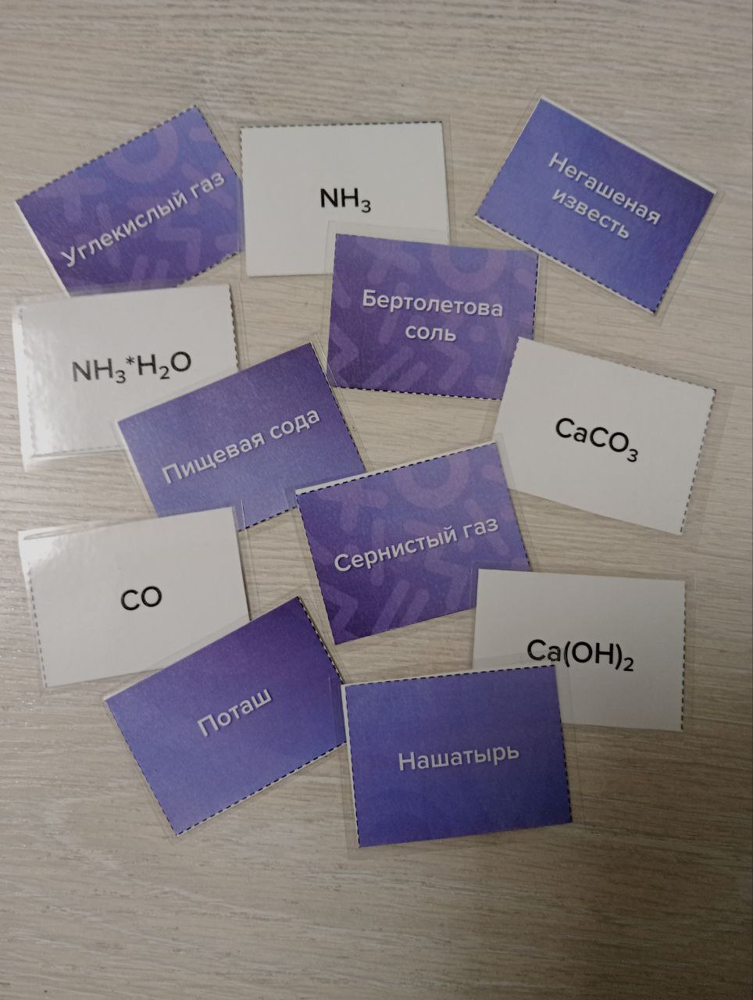 Углекислый газ
NH₃
Негашеная
известь
Бертолетова
соль
NH₃*H₂O
Пищевая сода
CaCO₃
Сернистый газ
CO
Ca(OH)₂
Поташ
Нашатырь